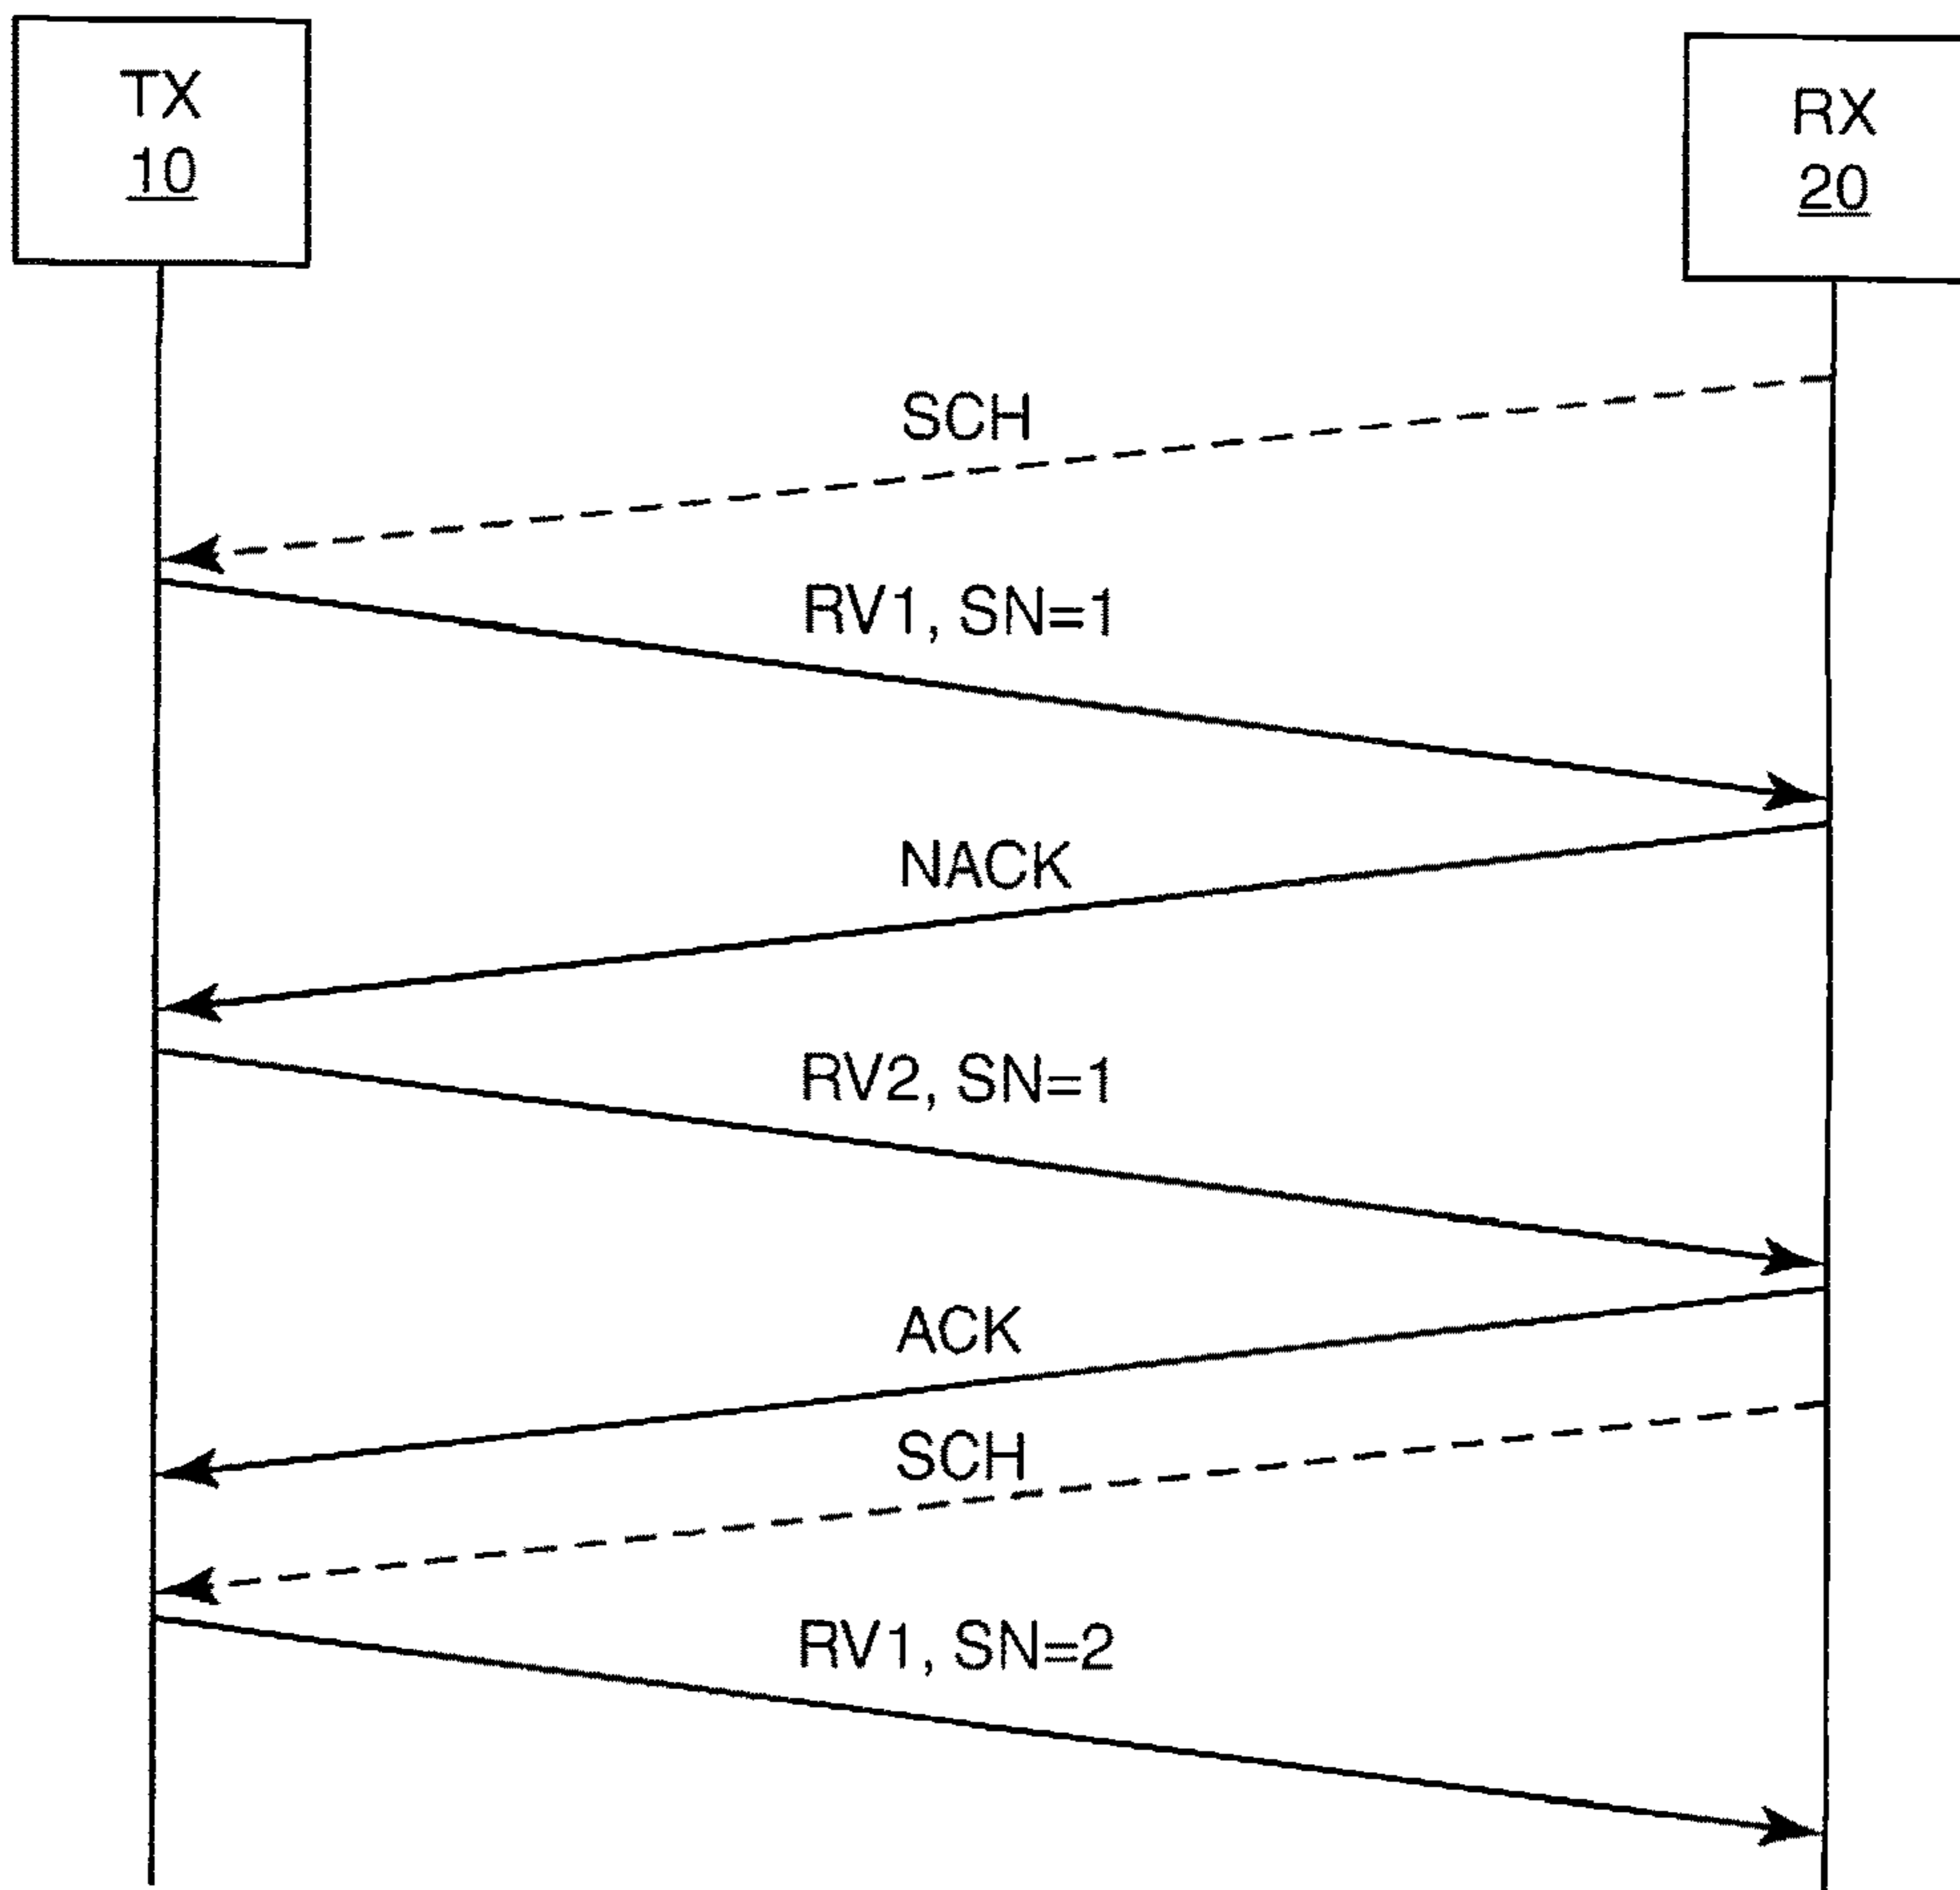 TX
10
RX
20
SCH
RV1, SN=1
NACK
RV2, SN=1
ACK
SCH
RV1, SN=2